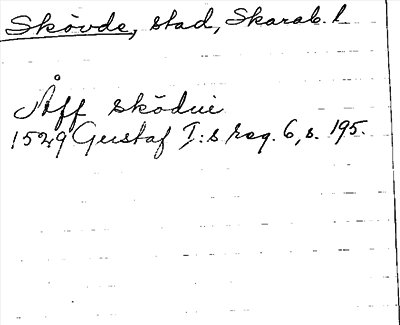 Skövde, stad, Skarab. l
Åff sködue
1529 Gustaf I:s reg. 6, s. 195.